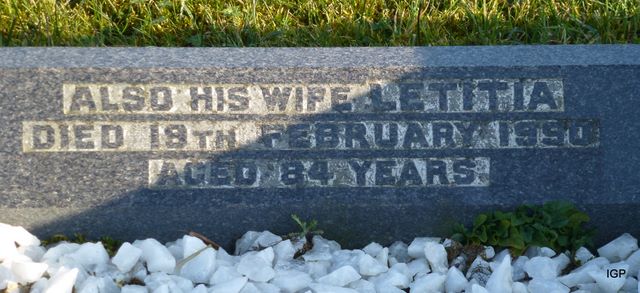 ALSO HIS WIFE LETITIA
DIED 19TH FEBRUARY 1990
AGED 84 YEARS
IGP